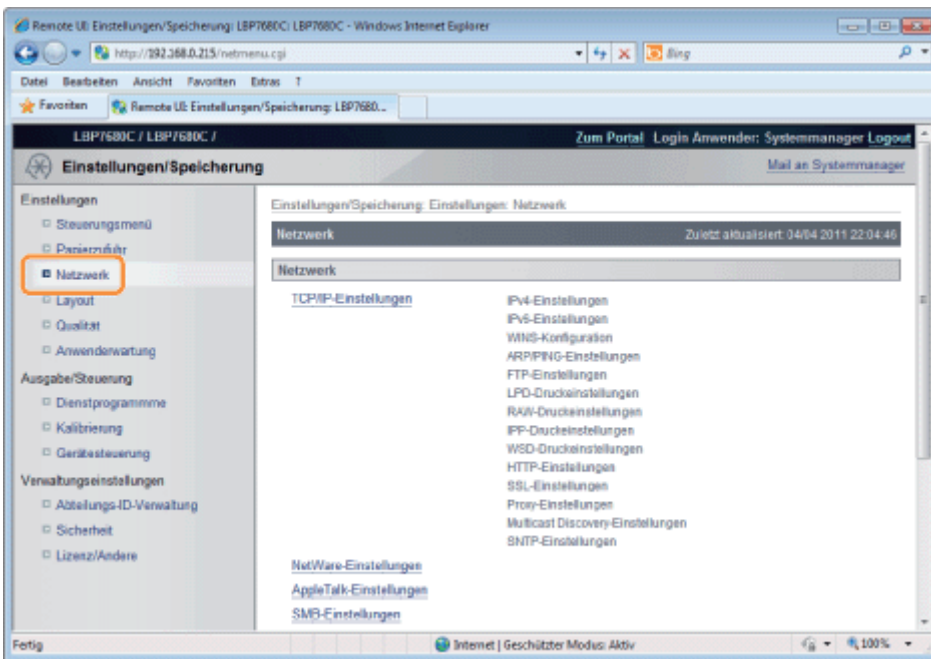 Remote UI: Einstellungen/Speicherung: LBP7680C: LBP7680C - Windows Internet Explorer
http://192.168.0.215/netmenu.cgi
Bing
Datei Bearbeiten Ansicht Favoriten Extras ?
Favoriten Remote UI: Einstellungen/Speicherung: LBP7680...
LBP7680C / LBP7680C / Zum Portal Login Anwender: Systemmanager Logout
Einstellungen/Speicherung Mail an Systemmanager
Einstellungen
Steuerungsmenü
Papierzufuhr
Netzwerk
Layout
Qualität
Anwenderwartung
Ausgabe/Steuerung
Dienstprogrammme
Kalibrierung
Gerätesteuerung
Verwaltungseinstellungen
Abteilungs-ID-Verwaltung
Sicherheit
Lizenz/Andere
Einstellungen/Speicherung: Einstellungen: Netzwerk
Netzwerk Zuletzt aktualisiert: 04/04 2011 22:04:46
Netzwerk
TCP/IP-Einstellungen
IPv4-Einstellungen
IPv6-Einstellungen
WINS-Konfiguration
ARP/PING-Einstellungen
FTP-Einstellungen
LPD-Druckeinstellungen
RAW-Druckeinstellungen
IPP-Druckeinstellungen
WSD-Druckeinstellungen
HTTP-Einstellungen
SSL-Einstellungen
Proxy-Einstellungen
Multicast Discovery-Einstellungen
SNTP-Einstellungen
NetWare-Einstellungen
AppleTalk-Einstellungen
SMB-Einstellungen
Fertig Internet | Geschützter Modus: Aktiv 100%